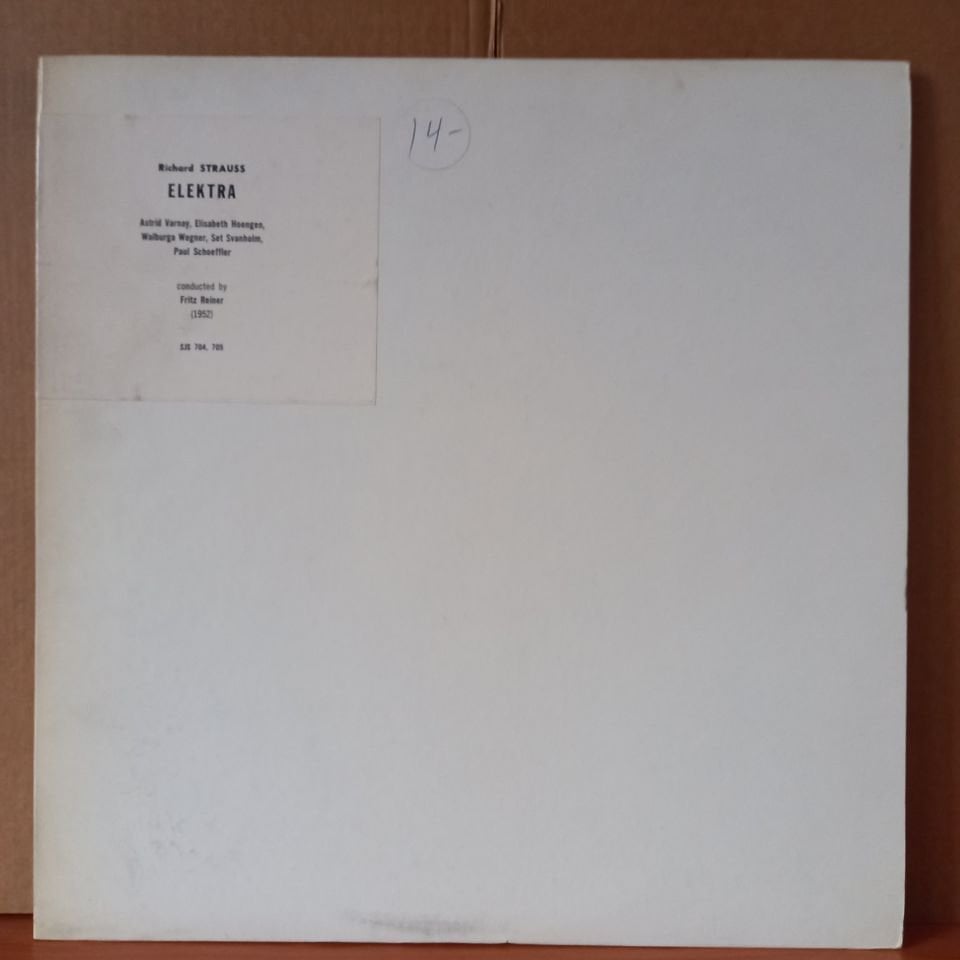 14-
Richard STRAUSS
ELEKTRA
Astrid Varnay, Elisabeth Hoengen,
Walburga Wegner, Set Svanholm,
Paul Schoeffler
conducted by
Fritz Reiner
(1952)
SJS 704, 705